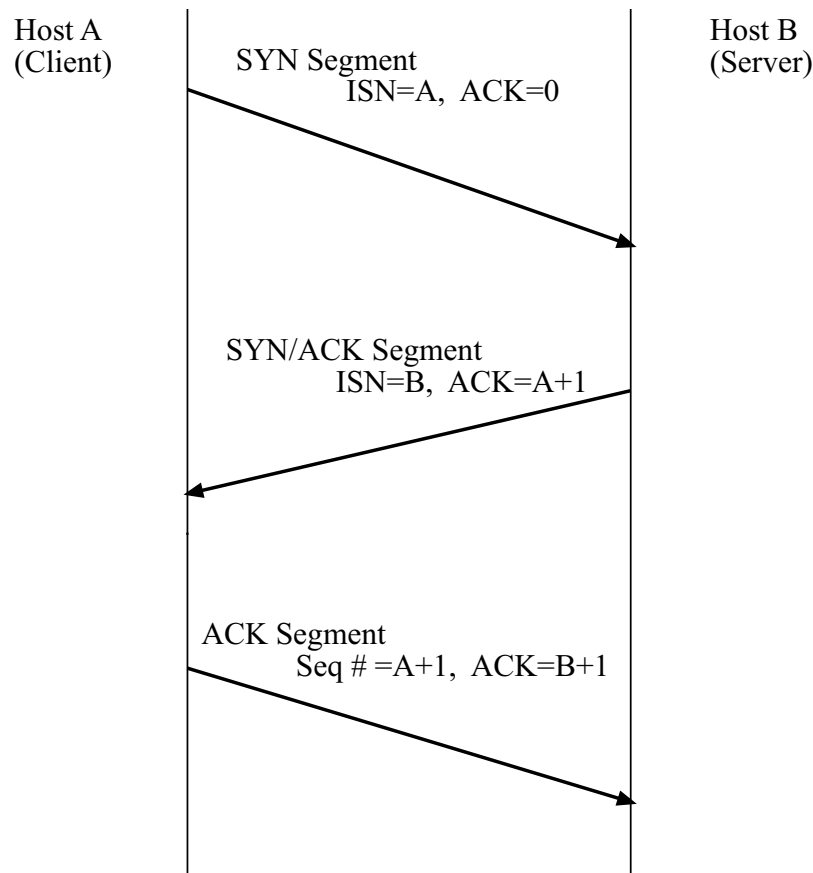 Host A
(Client)
Host B
(Server)
SYN Segment
ISN=A, ACK=0
SYN/ACK Segment
ISN=B, ACK=A+1
ACK Segment
Seq # =A+1, ACK=B+1